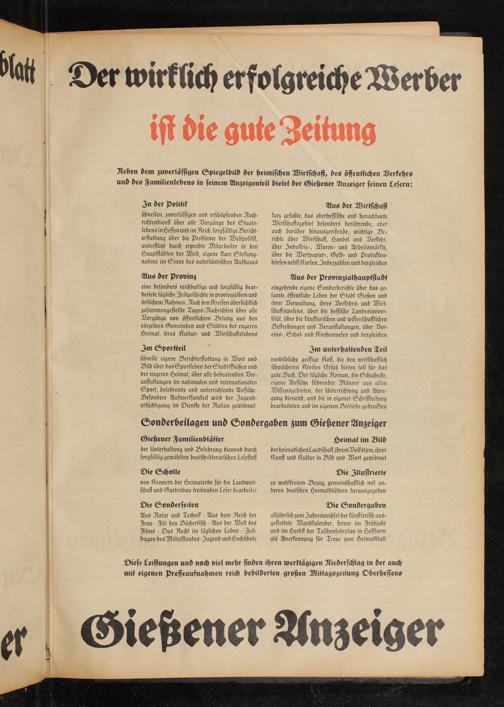 blatt
Der wirklich erfolgreiche Werber
ist die gute Zeitung
Neben dem zuverlässigen Spiegelbild der heimischen Wirtschaft, des öffentlichen Verkehrs
und des Familienlebens in seinem Anzeigenteil bietet der Gießener Anzeiger seinen Lesern:
In der Politik
schnellen, zuverlässigen und erschöpfenden Nach-
richtendienst über alle Vorgänge des Staats-
lebens in Hessen und im Reich, sorgfältige Bericht-
erstattung über die Probleme der Weltpolitik,
unterstützt durch erprobte Mitarbeiter in den
Hauptstädten der Welt, eigene klare Stellung-
nahme im Sinne des vaterländischen Aufbaues
Aus der Wirtschaft
kurz gefaßte, das oberhessische und benachbarte
Wirtschaftsgebiet besonders berührende, aber
auch darüber hinausgreifende, wichtige Be-
richte über Wirtschaft, Handel und Verkehr,
über Industrie-, Waren- und Arbeitsmärkte,
über die Wertpapier-, Geld- und Produkten-
börsen nebst Kursen, Indexzahlen und dergleichen
Aus der Provinz
eine besonders reichhaltige und sorgfältig bear-
beitete tägliche Zeitgeschichte in provinziellem und
örtlichem Rahmen. Nach den Kreisen übersichtlich
zusammengestellte Tages-Nachrichten über alle
Vorgänge von öffentlichem Belang aus den
einzelnen Gemeinden und Städten der engeren
Heimat, ihres Kultur- und Wirtschaftslebens
Aus der Provinzialhauptstadt
eingehende eigene Sonderberichte über das ge-
samte öffentliche Leben der Stadt Gießen und
ihrer Verwaltung, ihres Verkehrs- und Wirt-
schaftswesens, über die hessische Landesuniver-
sität, über die künstlerischen und wissenschaftlichen
Bestrebungen und Veranstaltungen, über Ver-
eins-, Schul- und Kirchenwesen und dergleichen
Im Sportteil
schnelle eigene Berichterstattung in Wort und
Bild über das Sportleben der Stadt Gießen und
der engeren Heimat, über alle bedeutenden Ver-
anstaltungen im nationalen und internationalen
Sport, belehrende und unterrichtende Aufsätze.
Besondere Aufmerksamkeit wird der Jugend-
ertüchtigung im Dienste der Nation gewidmet.
Im unterhaltenden Teil
vorbildliche geistige Kost, die den wirtschaftlich
schwächeren Kreisen Ersatz bieten soll für das
gute Buch. Der tägliche Roman, die Schachecke,
eigene Aufsätze führender Männer aus allen
Wissensgebieten, der Unterrichtung und Anre-
gung dienend, und die in eigener Schriftleitung
bearbeiteten und im eigenen Betriebe gedruckten
Sonderbeilagen und Sondergaben zum Gießener Anzeiger
Gießener Familienblätter
der Unterhaltung und Belehrung dienend durch
sorgfältig gewählten deutsch-literarischen Lesestoff
Heimat im Bild
der heimatlichen Landschaft, ihrem Volkstum, ihrer
Kunst und Kultur in Bild und Wort gewidmet
Die Scholle
von Kennern der Heimaterde für die Landwirt-
schaft und Gartenbau treibenden Leser bearbeitet
Die Illustrierte
zu wahlfreiem Bezug, gemeinschaftlich mit an-
deren deutschen Heimatblättern herausgegeben
Die Sonderseiten
Aus Natur und Technik · Aus dem Reich der
Frau · Für den Büchertisch · Aus der Welt des
Films · Das Recht im täglichen Leben · Zeit-
fragen des Mittelstandes · Jugend und Hochschule
Die Sondergaben
alljährlich zum Jahreswechsel der künstlerisch aus-
gestaltete Wandkalender, ferner im Frühjahr
und im Herbst der Taschenfahrplan in Heftform
als Anerkennung für Treue zum Heimatblatt
Diese Leistungen und noch viel mehr finden ihren werktägigen Niederschlag in der auch
mit eigenen Presseaufnahmen reich bebilderten großen Mittagszeitung Oberhessens
er
Gießener Anzeiger